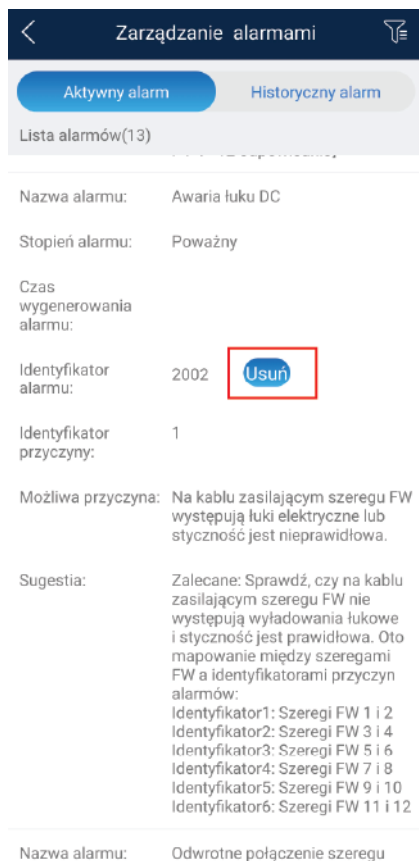 Zarządzanie alarmami
Aktywny alarm Historyczny alarm
Lista alarmów(13)
Nazwa alarmu: Awaria łuku DC
Stopień alarmu: Poważny
Czas
wygenerowania
alarmu:
Identyfikator
alarmu: 2002 Usuń
Identyfikator
przyczyny: 1
Możliwa przyczyna: Na kablu zasilającym szeregu FW
występują łuki elektryczne lub
styczność jest nieprawidłowa.
Sugestia: Zalecane: Sprawdź, czy na kablu
zasilającym szeregu FW nie
występują wyładowania łukowe
i styczność jest prawidłowa. Oto
mapowanie między szeregami
FW a identyfikatorami przyczyn
alarmów:
Identyfikator1: Szeregi FW 1 i 2
Identyfikator2: Szeregi FW 3 i 4
Identyfikator3: Szeregi FW 5 i 6
Identyfikator4: Szeregi FW 7 i 8
Identyfikator5: Szeregi FW 9 i 10
Identyfikator6: Szeregi FW 11 i 12
Nazwa alarmu: Odwrotne połączenie szeregu